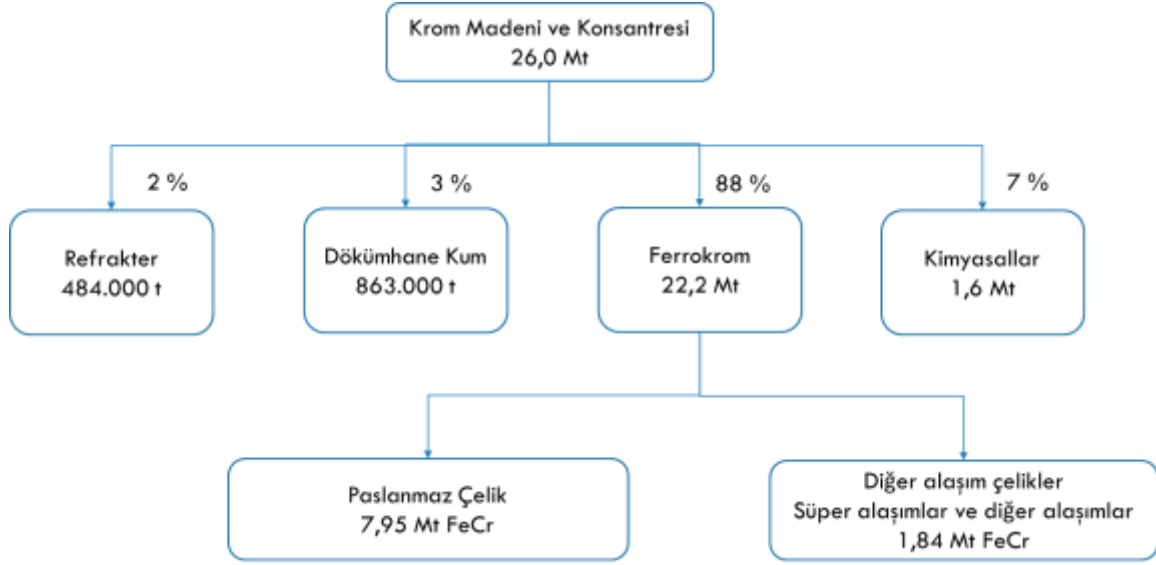 Krom Madeni ve Konsantresi
26,0 Mt
2 %
3 %
88 %
7 %
Refrakter
484.000 t
Dökümhane Kum
863.000 t
Ferrokrom
22,2 Mt
Kimyasallar
1,6 Mt
Paslanmaz Çelik
7,95 Mt FeCr
Diğer alaşım çelikler
Süper alaşımlar ve diğer alaşımlar
1,84 Mt FeCr